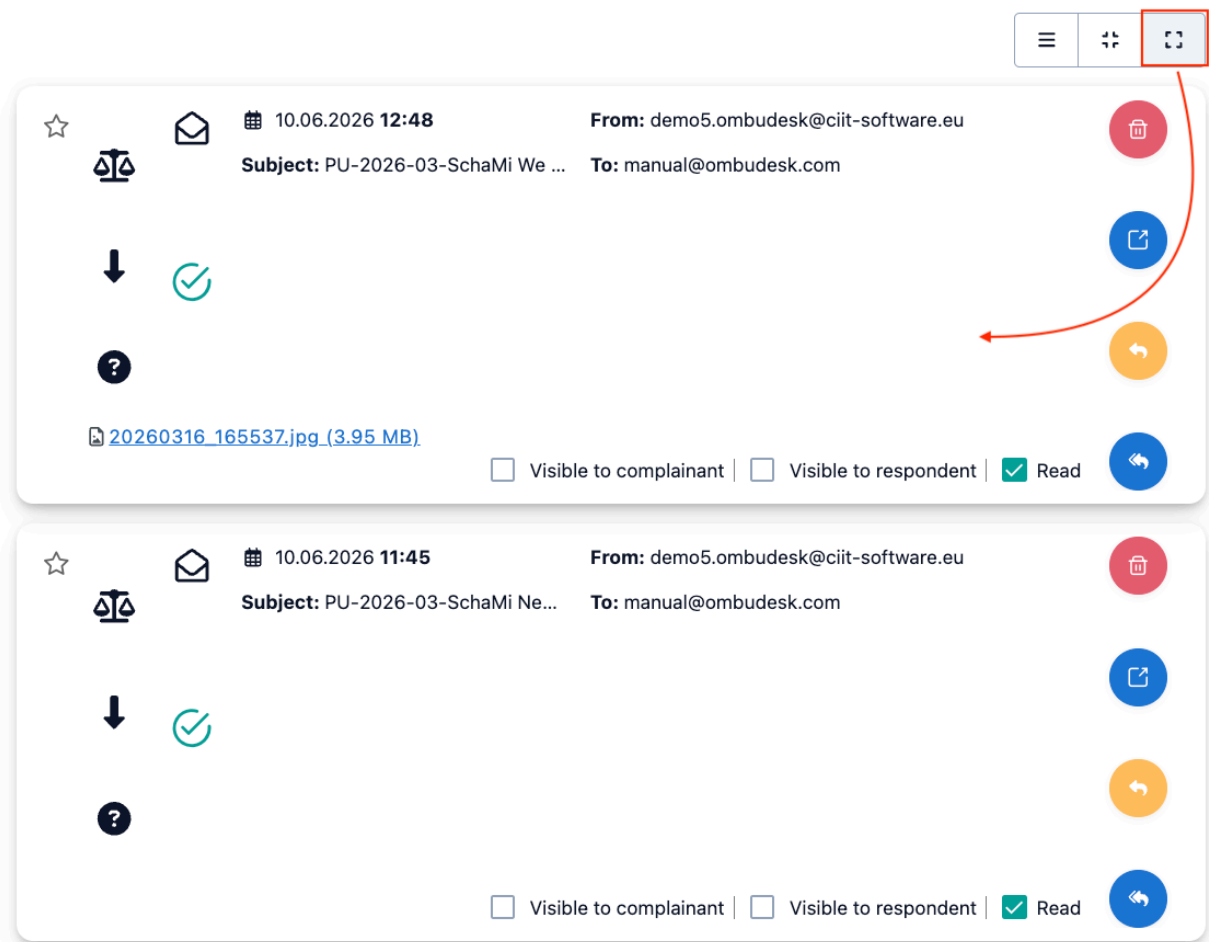 10.06.2026 12:48 From: demo5.ombudesk@ciit-software.eu
Subject: PU-2026-03-SchaMi We ... To: manual@ombudesk.com
20260316_165537.jpg (3.95 MB)
Visible to complainant Visible to respondent Read
10.06.2026 11:45 From: demo5.ombudesk@ciit-software.eu
Subject: PU-2026-03-SchaMi Ne... To: manual@ombudesk.com
Visible to complainant Visible to respondent Read